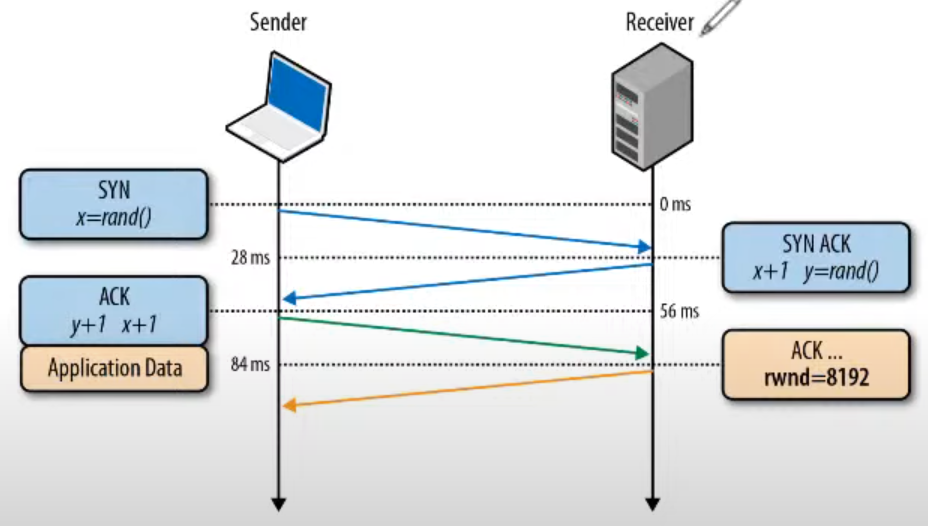 Sender
Receiver
SYN
x=rand()
0 ms
28 ms
SYN ACK
x+1 y=rand()
ACK
y+1 x+1
56 ms
Application Data
84 ms
ACK ...
rwnd=8192